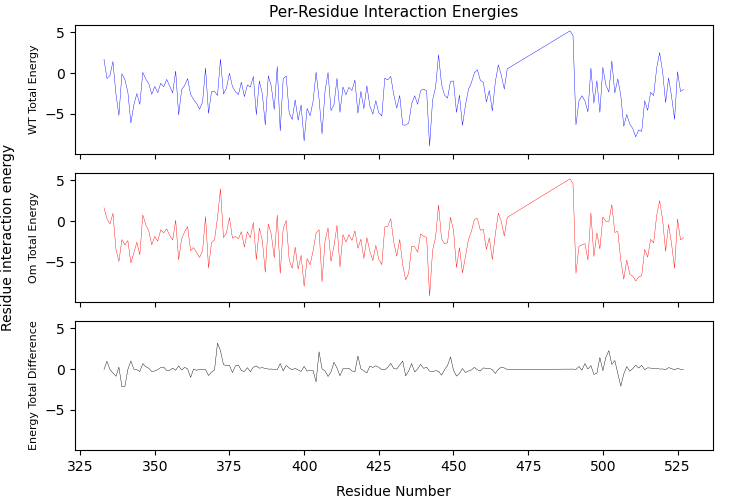 Per-Residue Interaction Energies
Residue interaction energy
WT Total Energy
5
0
−5
Om Total Energy
5
0
−5
Energy Total Difference
5
0
−5
325 350 375 400 425 450 475 500 525
Residue Number